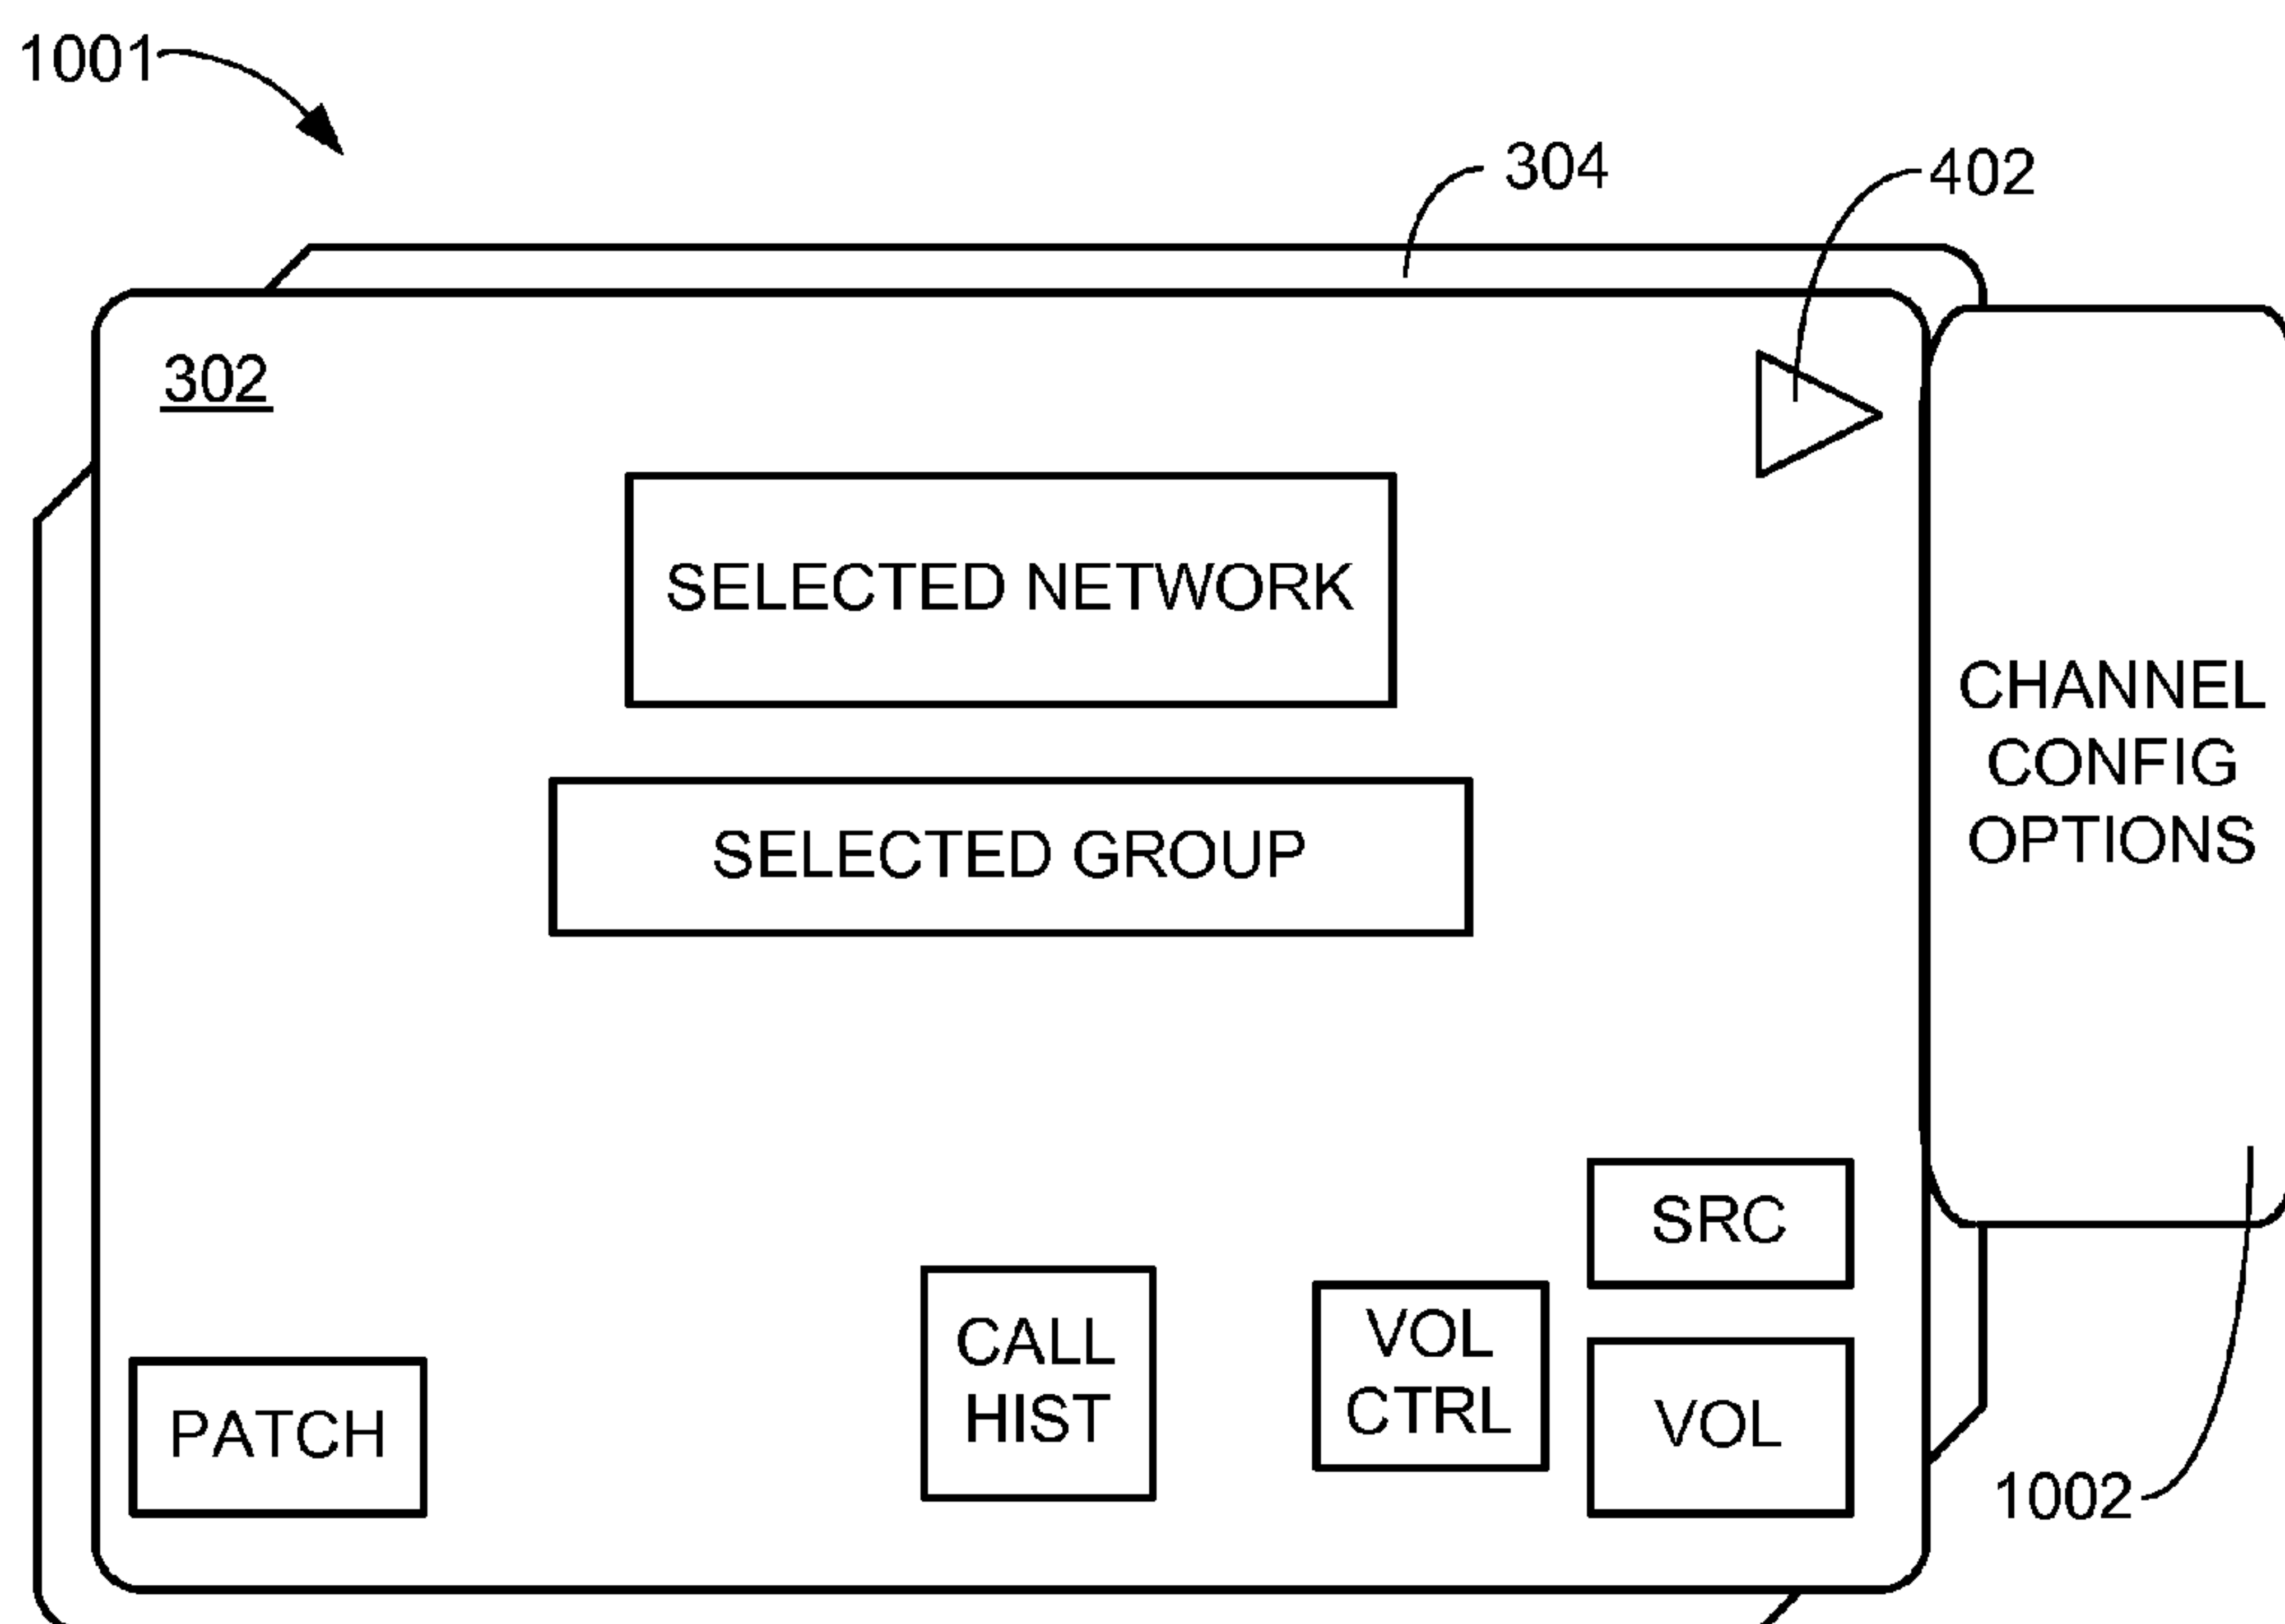 1001
304
402
302
SELECTED NETWORK
SELECTED GROUP
CHANNEL
CONFIG
OPTIONS
SRC
CALL
HIST
VOL
CTRL
VOL
PATCH
1002